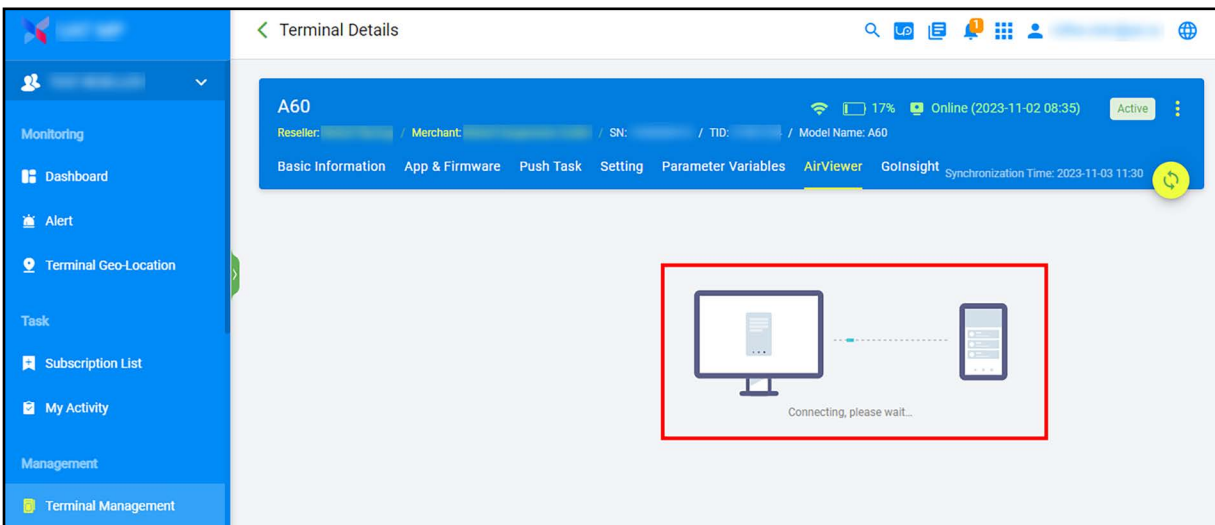 Terminal Details
1
A60
17%
Online (2023-11-02 08:35)
Active
Reseller: / Merchant: / SN: / TID: / Model Name: A60
Basic Information App & Firmware Push Task Setting Parameter Variables AirViewer GoInsight
Synchronization Time: 2023-11-03 11:30
Monitoring
Dashboard
Alert
Terminal Geo-Location
Task
Subscription List
My Activity
Management
Terminal Management
Connecting, please wait...